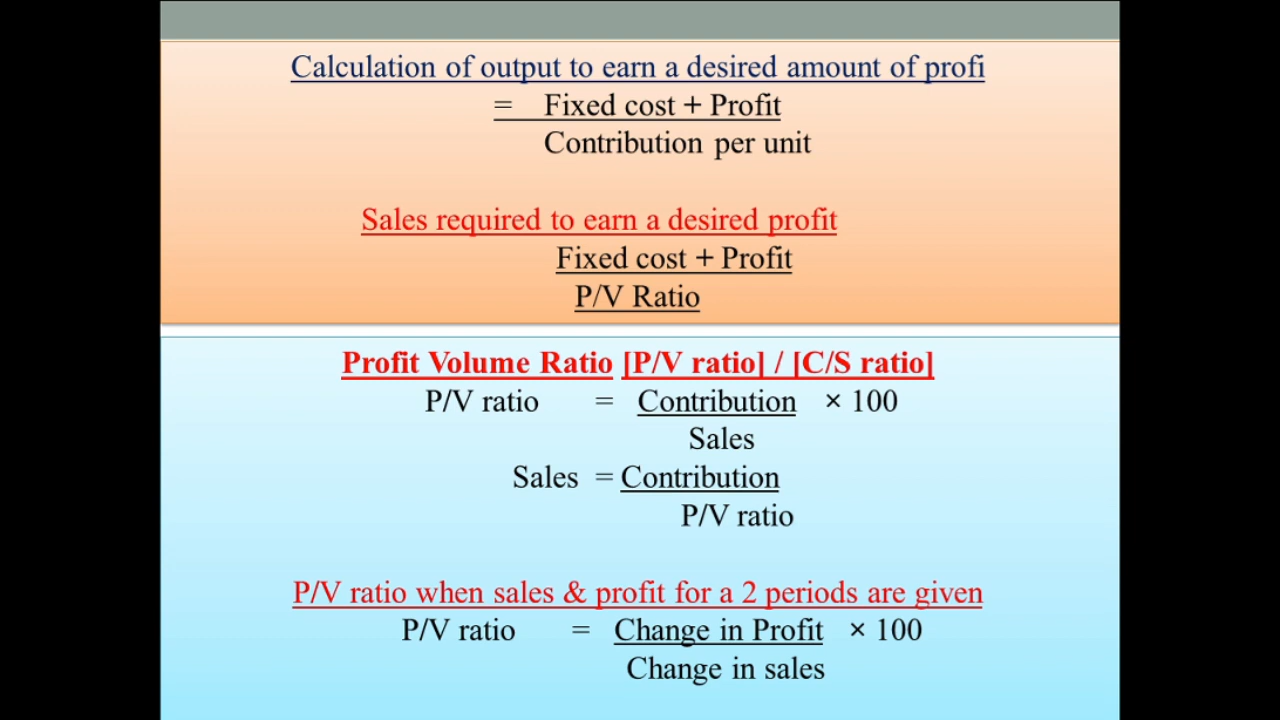 Calculation of output to earn a desired amount of profi
= Fixed cost + Profit
Contribution per unit
Sales required to earn a desired profit
Fixed cost + Profit
P/V Ratio
Profit Volume Ratio [P/V ratio] / [C/S ratio]
P/V ratio = Contribution × 100
Sales
Sales = Contribution
P/V ratio
P/V ratio when sales & profit for a 2 periods are given
P/V ratio = Change in Profit × 100
Change in sales